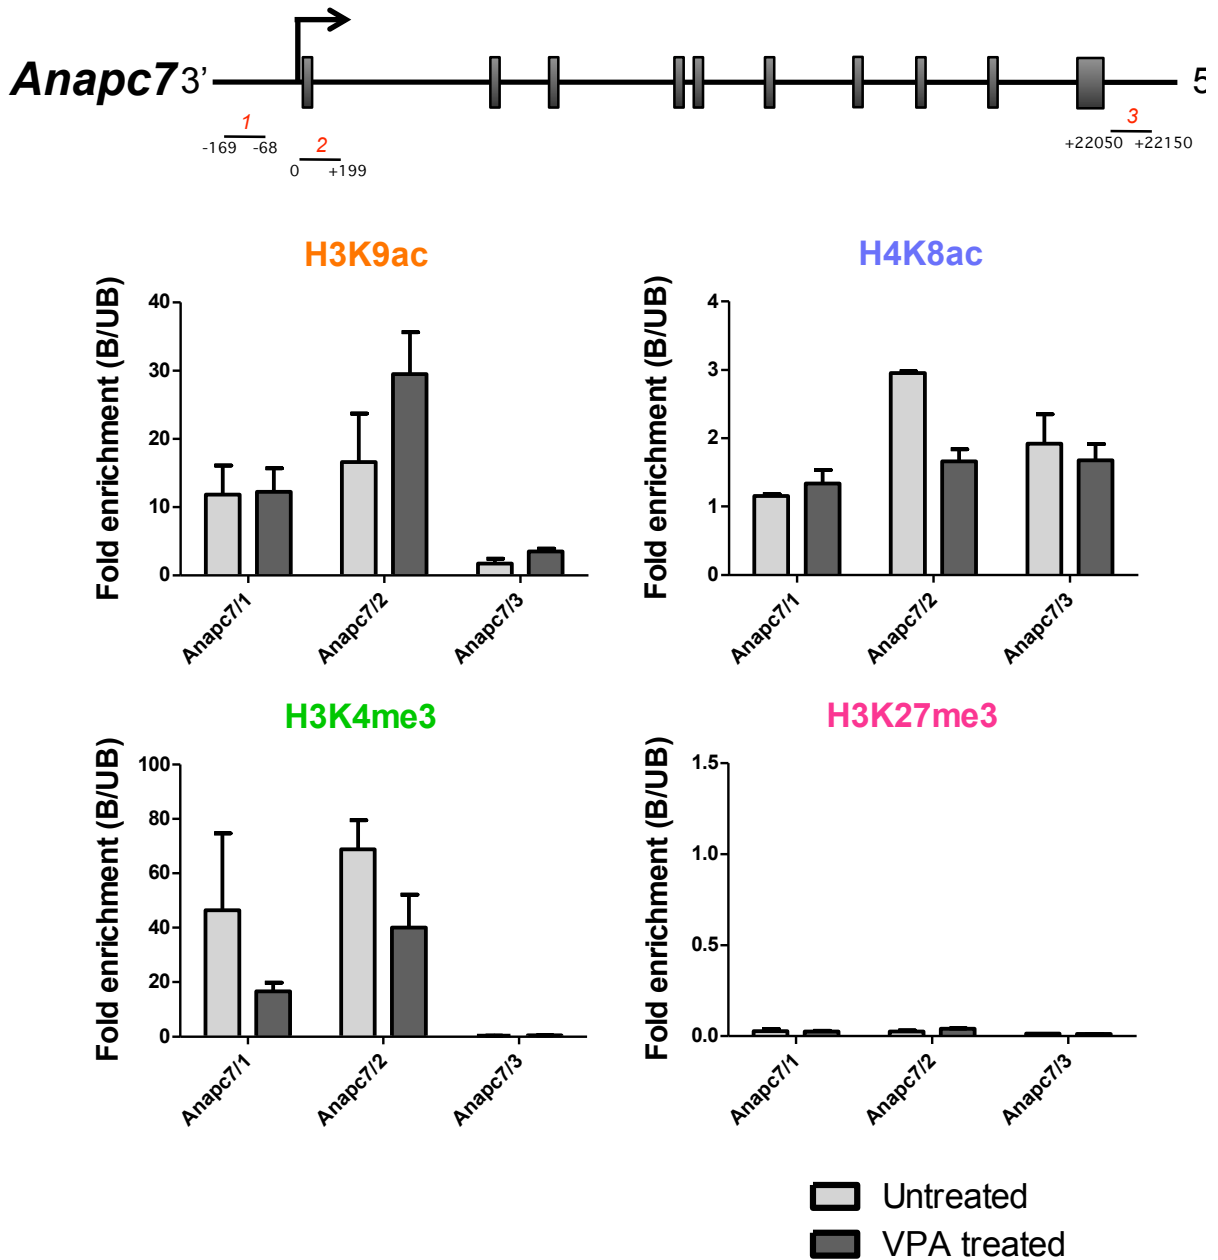 Anapc7 3’ 5
1 3
-169 -68 2 +22050 +22150
0 +199
H3K9ac H4K8ac
Fold enrichment (B/UB) 40 30 20 10 0
Anapc7/1 Anapc7/2 Anapc7/3
Fold enrichment (B/UB) 4 3 2 1 0
Anapc7/1 Anapc7/2 Anapc7/3
H3K4me3 H3K27me3
Fold enrichment (B/UB) 100 80 60 40 20 0
Anapc7/1 Anapc7/2 Anapc7/3
Fold enrichment (B/UB) 1.5 1.0 0.5 0.0
Anapc7/1 Anapc7/2 Anapc7/3
Untreated
VPA treated